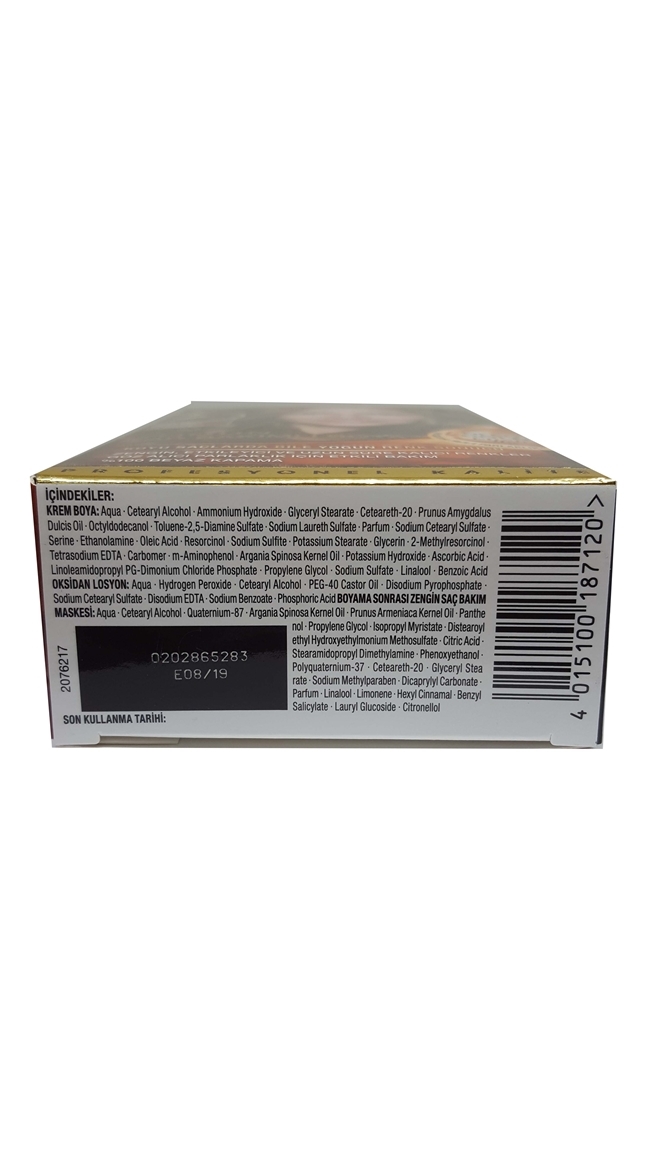 %100 BEYAZ KAPAMA
PROFESYONEL KALİTE
İÇİNDEKİLER:
KREM BOYA: Aqua · Cetearyl Alcohol · Ammonium Hydroxide · Glyceryl Stearate · Ceteareth-20 · Prunus Amygdalus
Dulcis Oil · Octyldodecanol · Toluene-2,5-Diamine Sulfate · Sodium Laureth Sulfate · Parfum · Sodium Cetearyl Sulfate ·
Serine · Ethanolamine · Oleic Acid · Resorcinol · Sodium Sulfite · Potassium Stearate · Glycerin · 2-Methylresorcinol ·
Tetrasodium EDTA · Carbomer · m-Aminophenol · Argania Spinosa Kernel Oil · Potassium Hydroxide · Ascorbic Acid ·
Linoleamidopropyl PG-Dimonium Chloride Phosphate · Propylene Glycol · Sodium Sulfate · Linalool · Benzoic Acid
OKSİDAN LOSYON: Aqua · Hydrogen Peroxide · Cetearyl Alcohol · PEG-40 Castor Oil · Disodium Pyrophosphate ·
Sodium Cetearyl Sulfate · Disodium EDTA · Sodium Benzoate · Phosphoric Acid BOYAMA SONRASI ZENGİN SAÇ BAKIM
MASKESİ: Aqua · Cetearyl Alcohol · Quaternium-87 · Argania Spinosa Kernel Oil · Prunus Armeniaca Kernel Oil · Panthe
nol · Propylene Glycol · Isopropyl Myristate · Distearoyl
ethyl Hydroxyethylmonium Methosulfate · Citric Acid ·
Stearamidopropyl Dimethylamine · Phenoxyethanol ·
Polyquaternium-37 · Ceteareth-20 · Glyceryl Stea
rate · Sodium Methylparaben · Dicaprylyl Carbonate ·
Parfum · Linalool · Limonene · Hexyl Cinnamal · Benzyl
Salicylate · Lauryl Glucoside · Citronellol
2076217
0202865283
E08/19
SON KULLANMA TARİHİ:
4 015100 187120 >